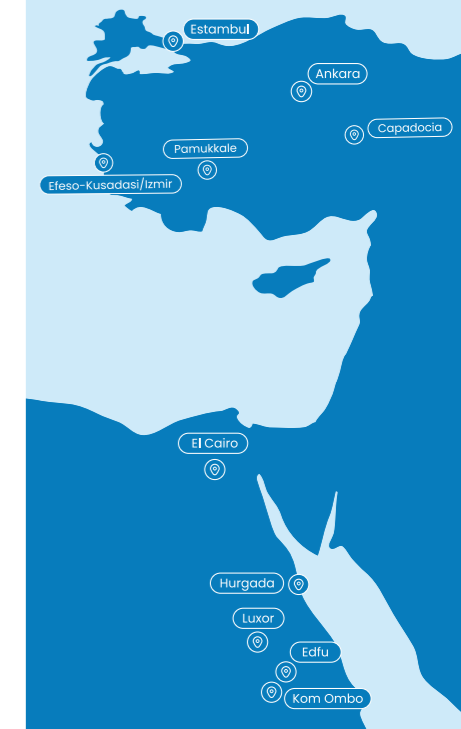 Estambul
Ankara
Capadocia
Pamukkale
Efeso-Kusadasi/Izmir
El Cairo
Hurgada
Luxor
Edfu
Kom Ombo